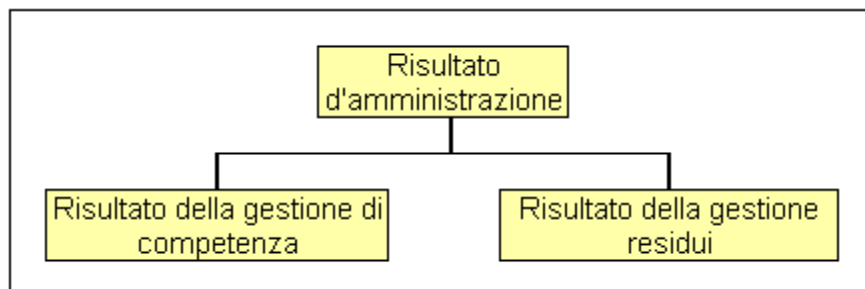 Risultato
d'amministrazione
Risultato della gestione di
competenza
Risultato della gestione
residui